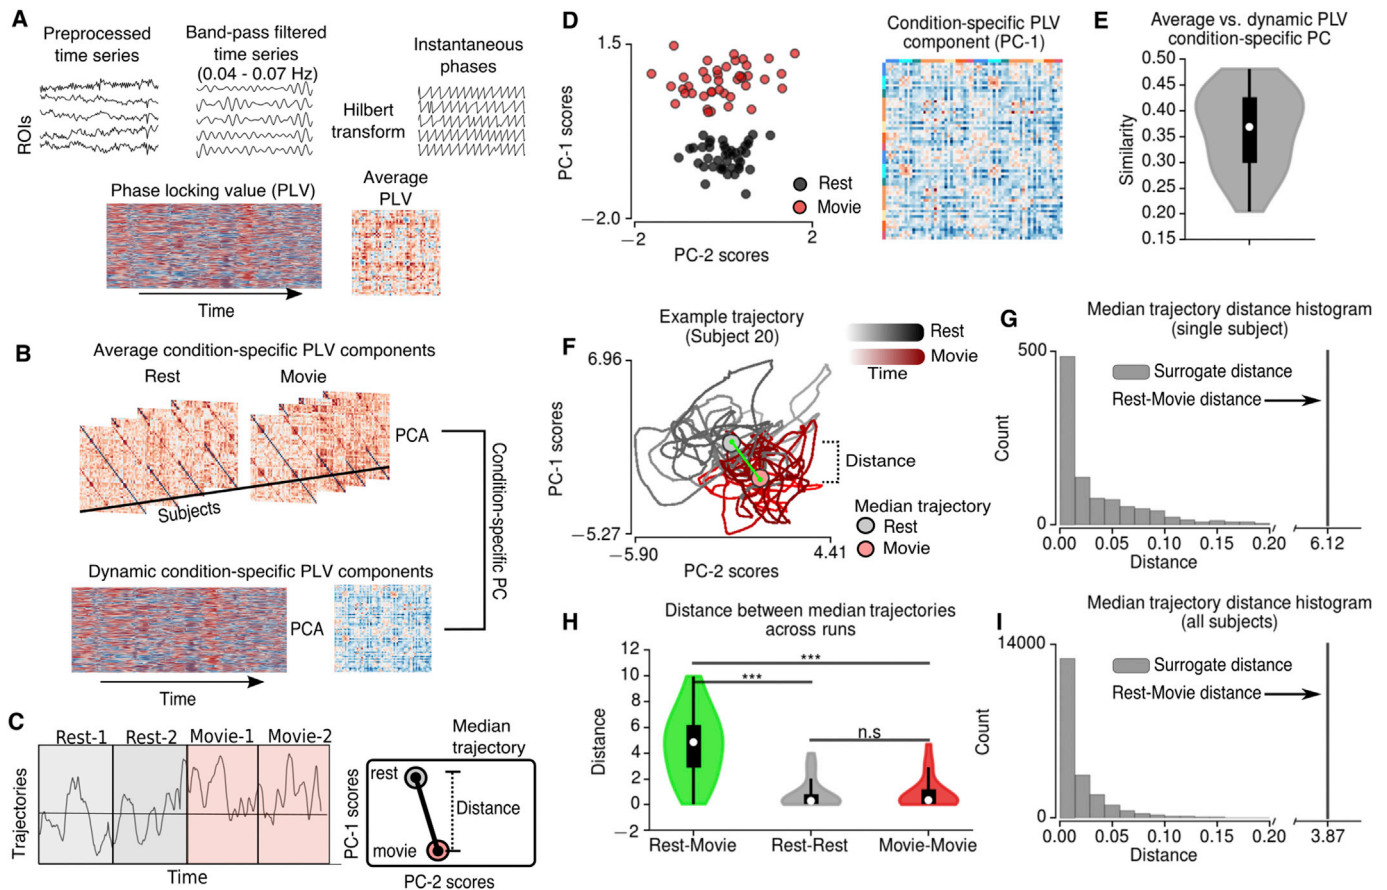 A
Preprocessed
time series
Band-pass filtered
time series
(0.04 - 0.07 Hz)
Instantaneous
phases
ROIs
Hilbert
transform
Phase locking value (PLV)
Average
PLV
Time
B
Average condition-specific PLV components
Rest
Movie
PCA
Subjects
Condition-specific PC
Dynamic condition-specific PLV components
PCA
Time
C
Rest-1
Rest-2
Movie-1
Movie-2
Trajectories
Time
Median
trajectory
rest
Distance
movie
PC-1 scores
PC-2 scores
D
1.5
PC-1 scores
−2.0
−2
2
PC-2 scores
Rest
Movie
Condition-specific PLV
component (PC-1)
E
Average vs. dynamic PLV
condition-specific PC
Similarity
0.50
0.45
0.40
0.35
0.30
0.25
0.20
0.15
F
Example trajectory
(Subject 20)
Rest
Movie
Time
6.96
PC-1 scores
−5.27
−5.90
4.41
PC-2 scores
Distance
Median trajectory
Rest
Movie
G
Median trajectory distance histogram
(single subject)
500
Count
0
Surrogate distance
Rest-Movie distance
0.00
0.05
0.10
0.15
0.20
6.12
Distance
H
Distance between median trajectories
across runs
Distance
12
10
8
6
4
2
0
−2
***
***
n.s
Rest-Movie
Rest-Rest
Movie-Movie
I
Median trajectory distance histogram
(all subjects)
14000
Count
0
Surrogate distance
Rest-Movie distance
0.00
0.05
0.10
0.15
0.20
3.87
Distance